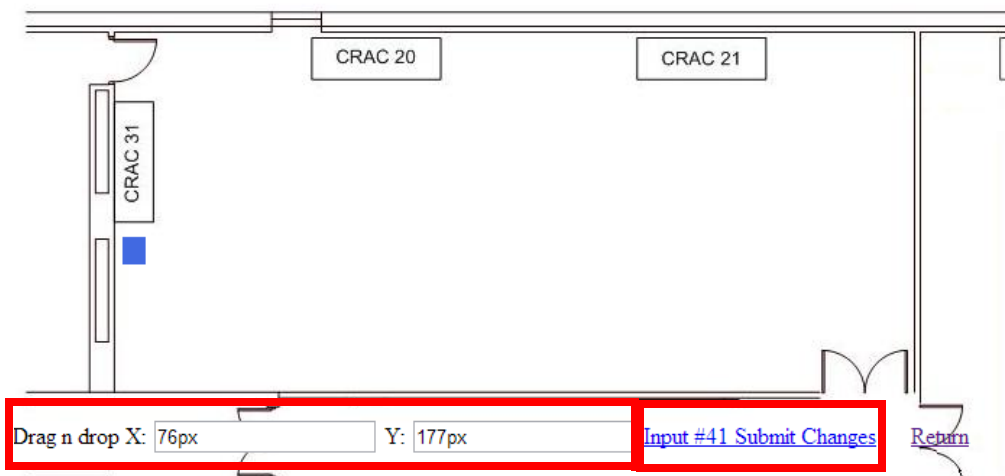 CRAC 20
CRAC 21
CRAC 31
Drag n drop X: 76px Y: 177px Input #41 Submit Changes Return